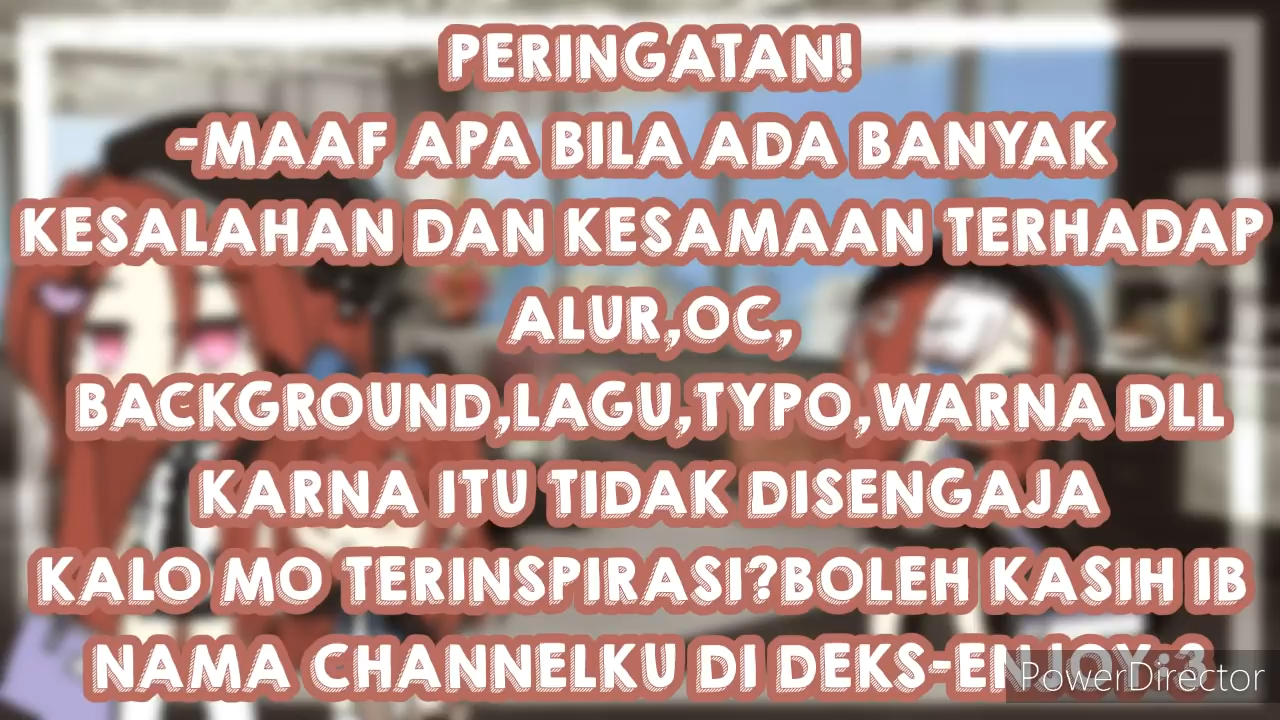 PERINGATAN!
-MAAF APA BILA ADA BANYAK
KESALAHAN DAN KESAMAAN TERHADAP
ALUR,OC,
BACKGROUND,LAGU,TYPO,WARNA DLL
KARNA ITU TIDAK DISENGAJA
KALO MO TERINSPIRASI?BOLEH KASIH IB
NAMA CHANNELKU DI DEKS-ENJOY:3
PowerDirector